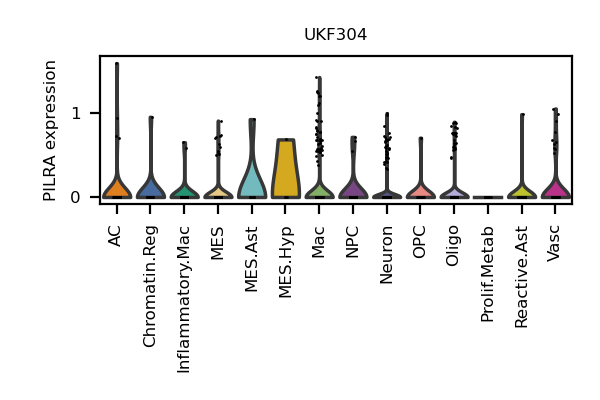 UKF304
PILRA expression
1
0
AC
Chromatin.Reg
Inflammatory.Mac
MES
MES.Ast
MES.Hyp
Mac
NPC
Neuron
OPC
Oligo
Prolif.Metab
Reactive.Ast
Vasc